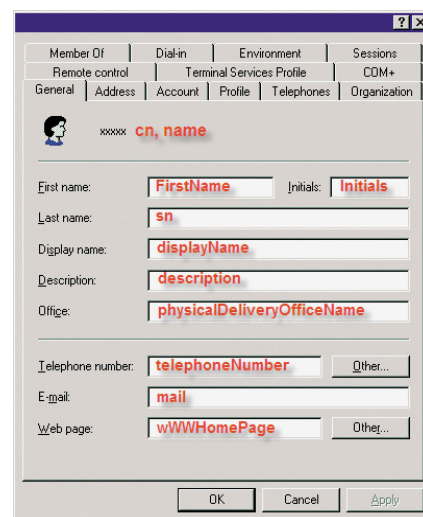 ? x
Member Of Dial-in Environment Sessions
Remote control Terminal Services Profile COM+
General Address Account Profile Telephones Organization
xxxxx cn, name
First name: FirstName Initials: Initials
Last name: sn
Display name: displayName
Description: description
Office: physicalDeliveryOfficeName
Telephone number: telephoneNumber Other...
E-mail: mail
Web page: wWWHomePage Other...
OK Cancel Apply